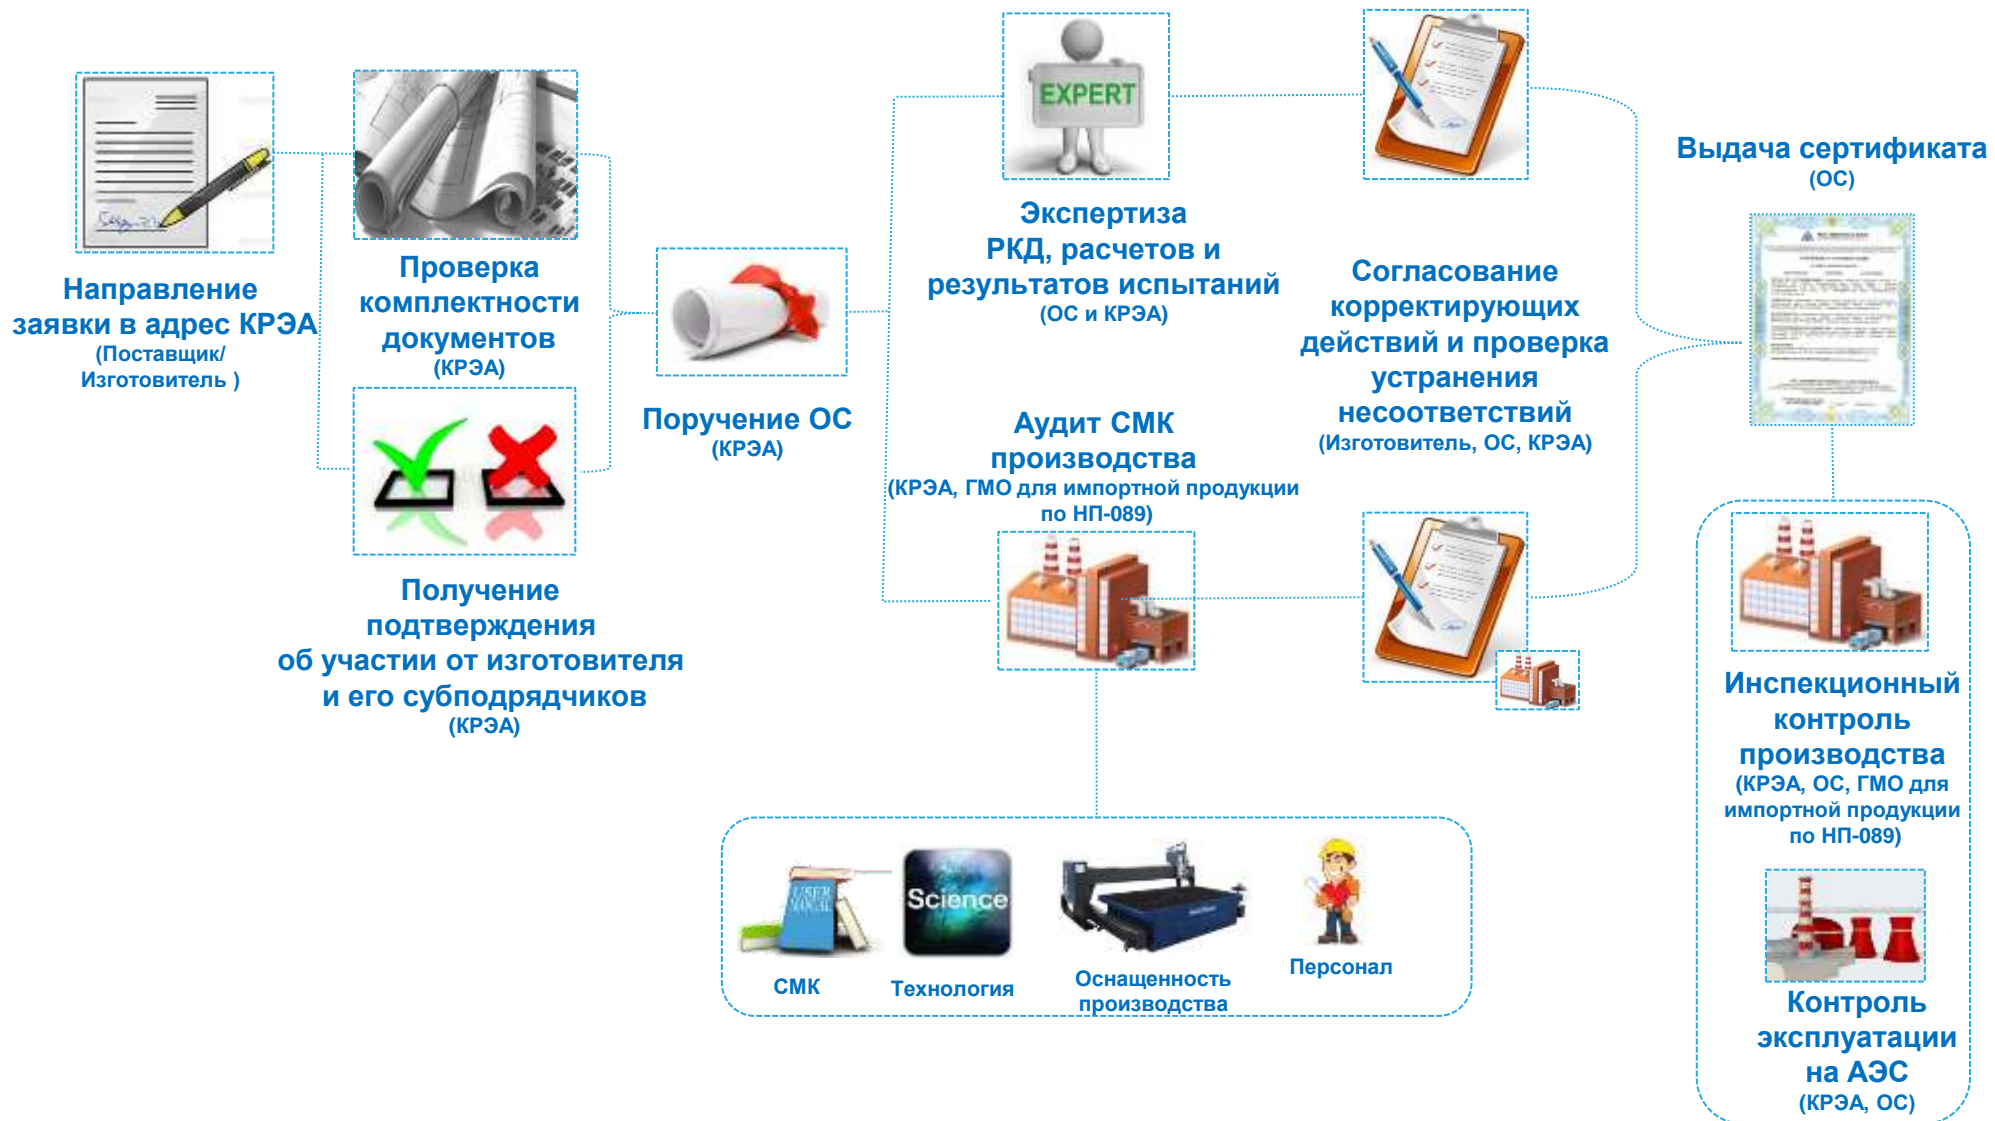 Направление
заявки в адрес КРЭА
(Поставщик/
Изготовитель )
Проверка
комплектности
документов
(КРЭА)
Получение
подтверждения
об участии от изготовителя
и его субподрядчиков
(КРЭА)
Поручение ОС
(КРЭА)
EXPERT
Экспертиза
РКД, расчетов и
результатов испытаний
(ОС и КРЭА)
Аудит СМК
производства
(КРЭА, ГМО для импортной продукции
по НП-089)
Согласование
корректирующих
действий и проверка
устранения
несоответствий
(Изготовитель, ОС, КРЭА)
Выдача сертификата
(ОС)
Инспекционный
контроль
производства
(КРЭА, ОС, ГМО для
импортной продукции
по НП-089)
Контроль
эксплуатации
на АЭС
(КРЭА, ОС)
USER
MANUAL
СМК
Science
Технология
Оснащенность
производства
Персонал